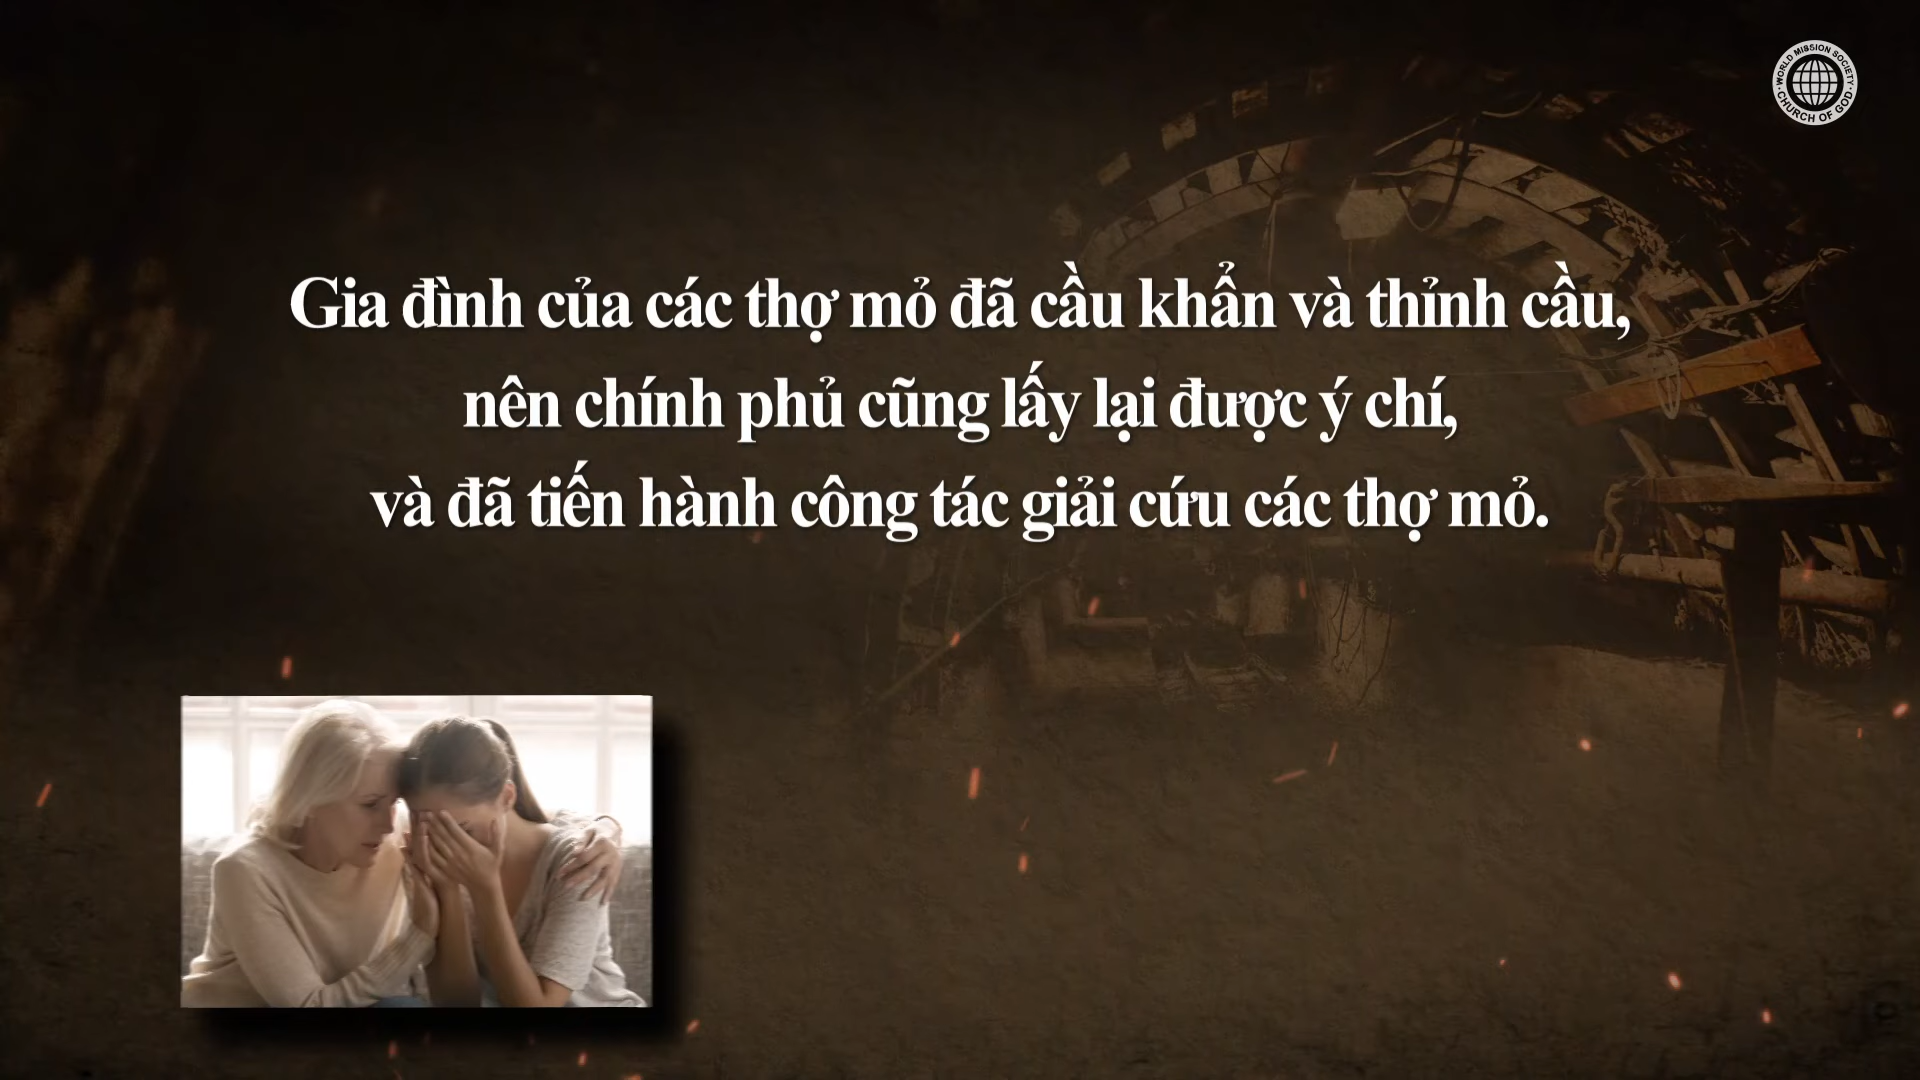 WORLD MISSION SOCIETY
CHURCH OF GOD
Gia đình của các thợ mỏ đã cầu khẩn và thỉnh cầu,
nên chính phủ cũng lấy lại được ý chí,
và đã tiến hành công tác giải cứu các thợ mỏ.